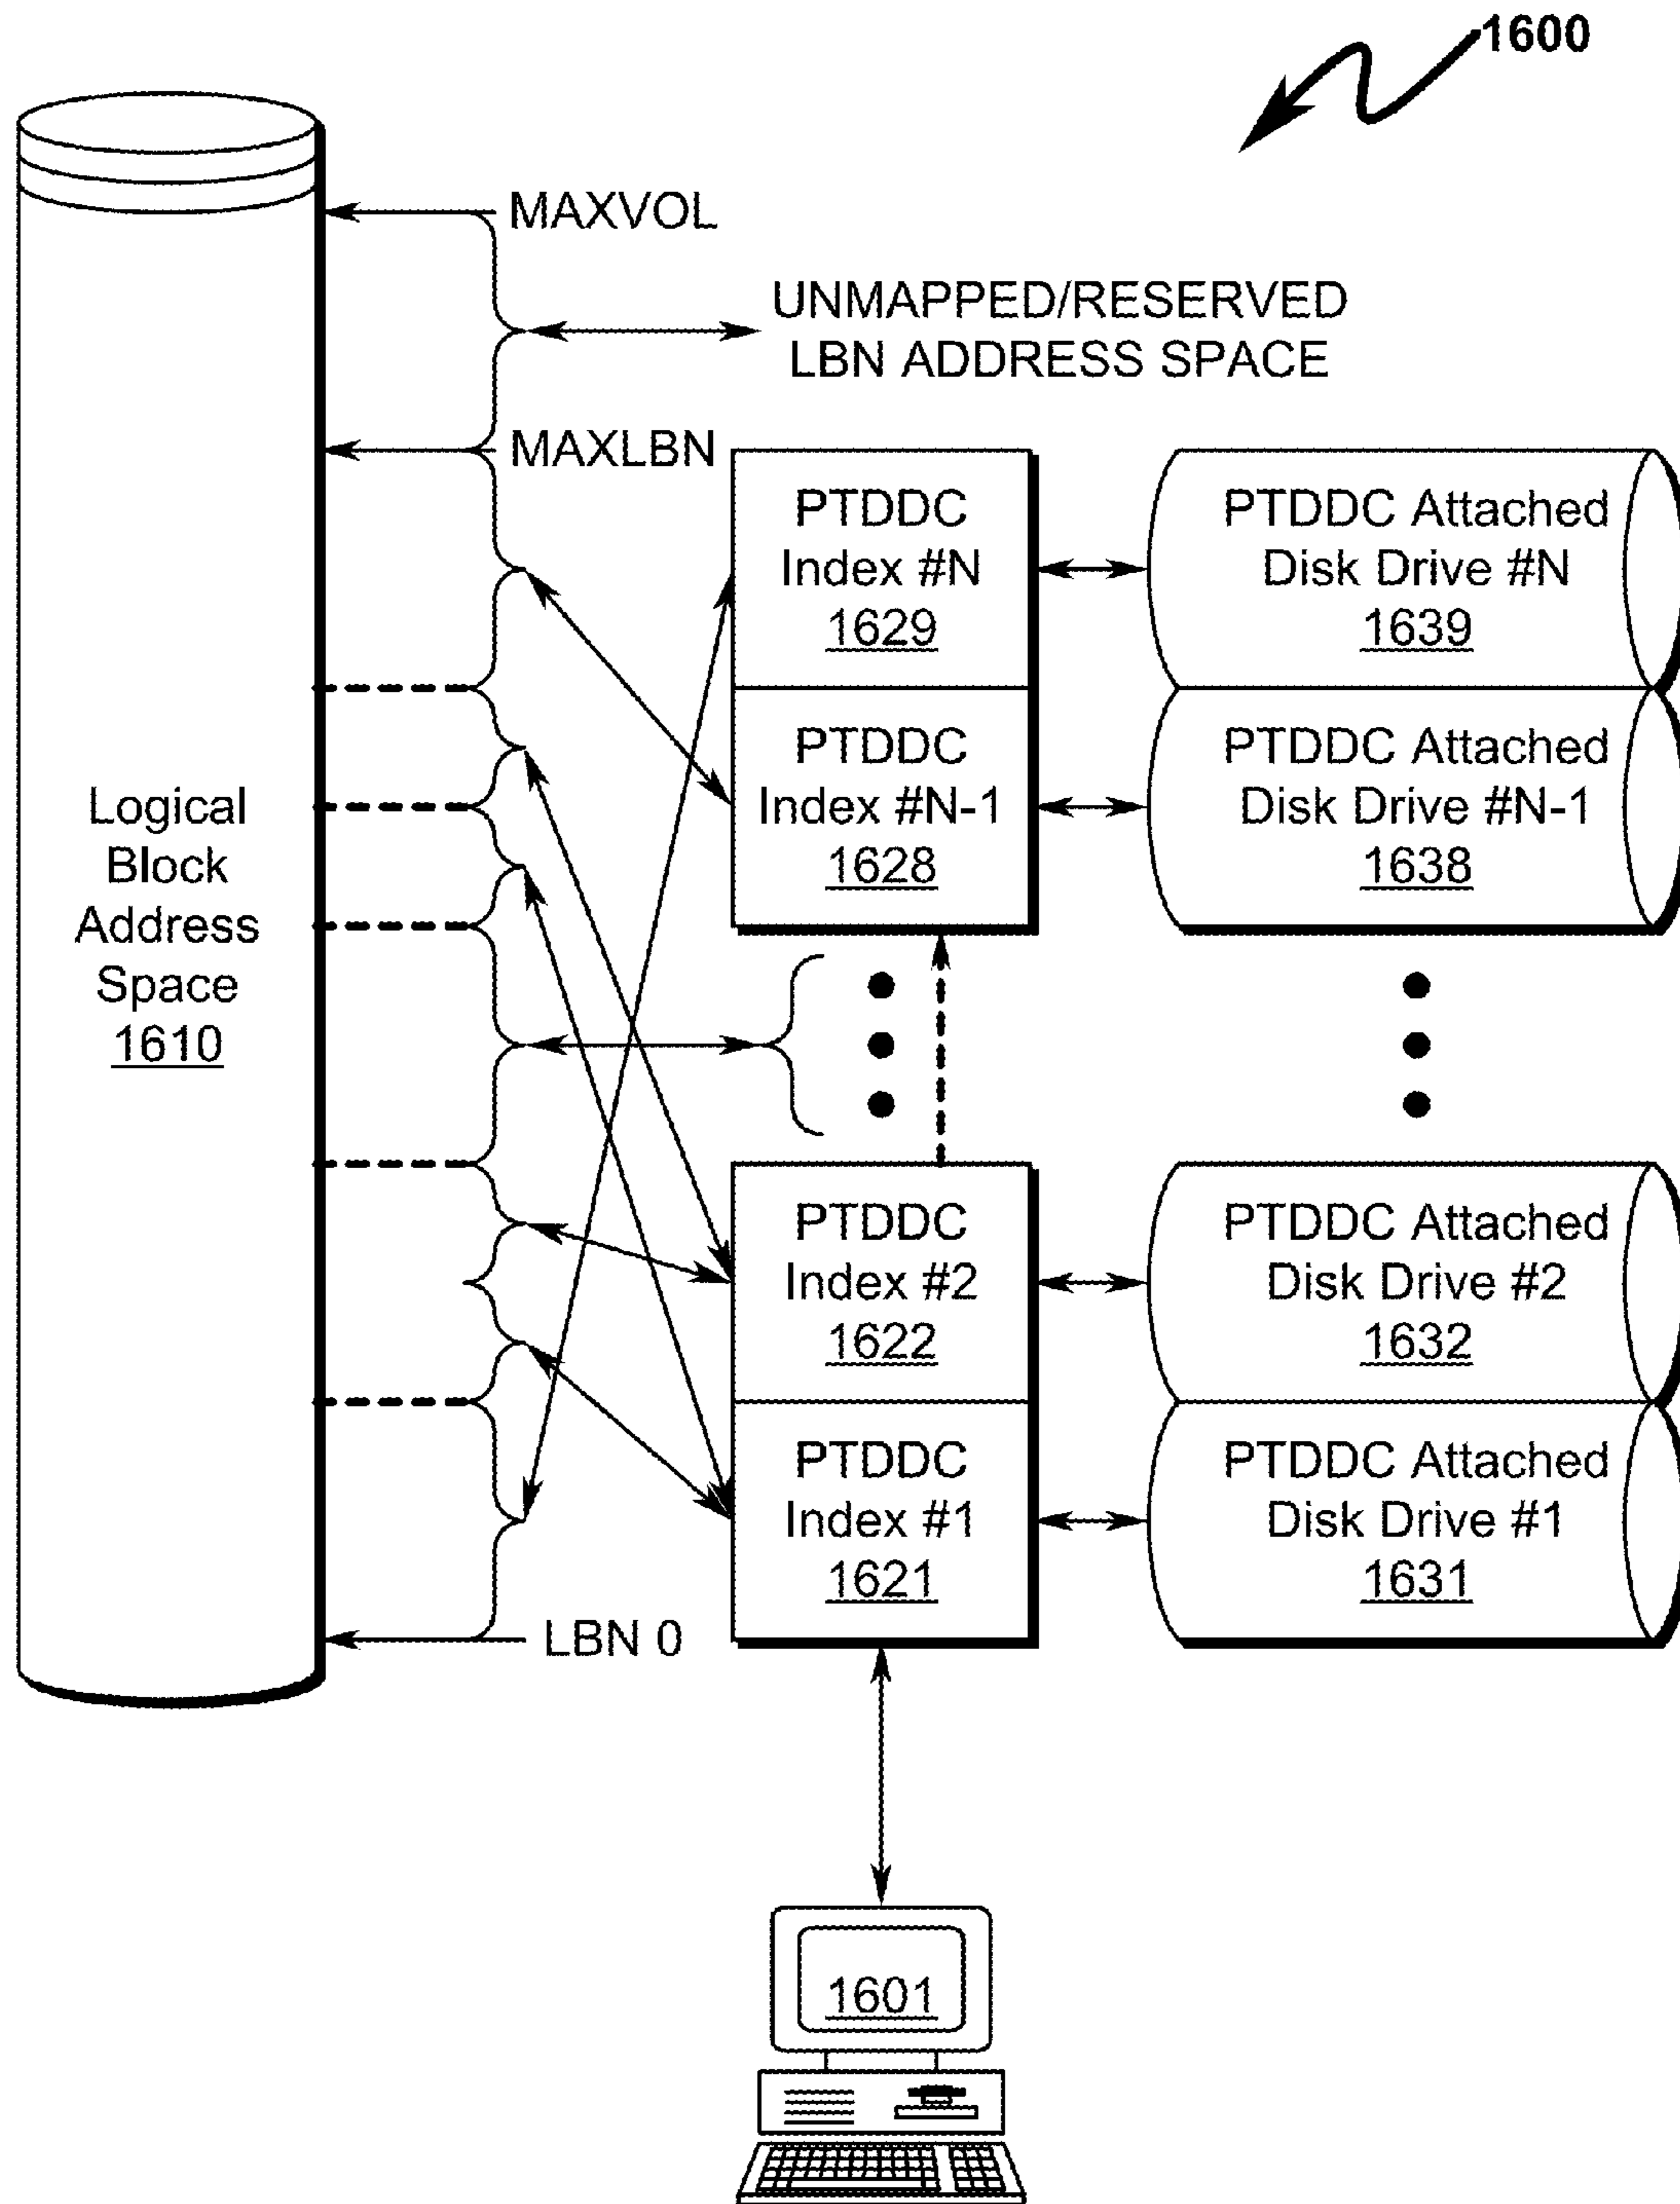 1600
MAXVOL
UNMAPPED/RESERVED
LBN ADDRESS SPACE
MAXLBN
PTDDC
Index #N
1629
PTDDC Attached
Disk Drive #N
1639
PTDDC
Index #N-1
1628
PTDDC Attached
Disk Drive #N-1
1638
Logical
Block
Address
Space
1610
PTDDC
Index #2
1622
PTDDC Attached
Disk Drive #2
1632
PTDDC
Index #1
1621
PTDDC Attached
Disk Drive #1
1631
LBN 0
1601